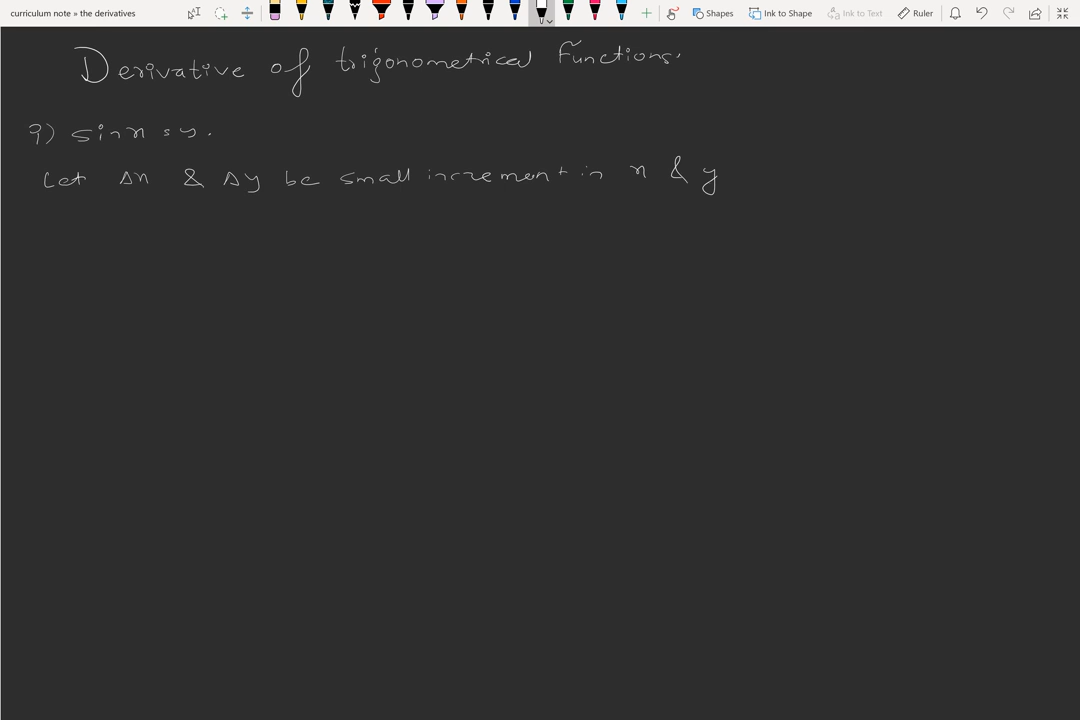 curriculum note » the derivatives Shapes Ink to Shape Ink to Text Ruler
Derivative of trigonometrical Functions.
i) sinx = y.
Let Δx & Δy be small increment in x & y